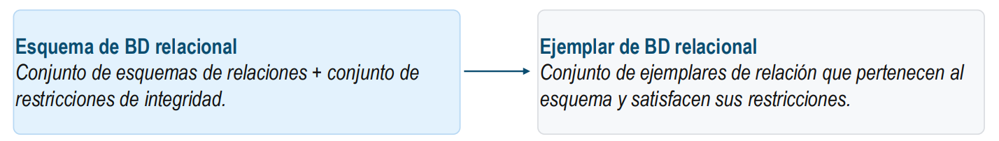 Esquema de BD relacional
Conjunto de esquemas de relaciones + conjunto de
restricciones de integridad.
Ejemplar de BD relacional
Conjunto de ejemplares de relación que pertenecen al
esquema y satisfacen sus restricciones.